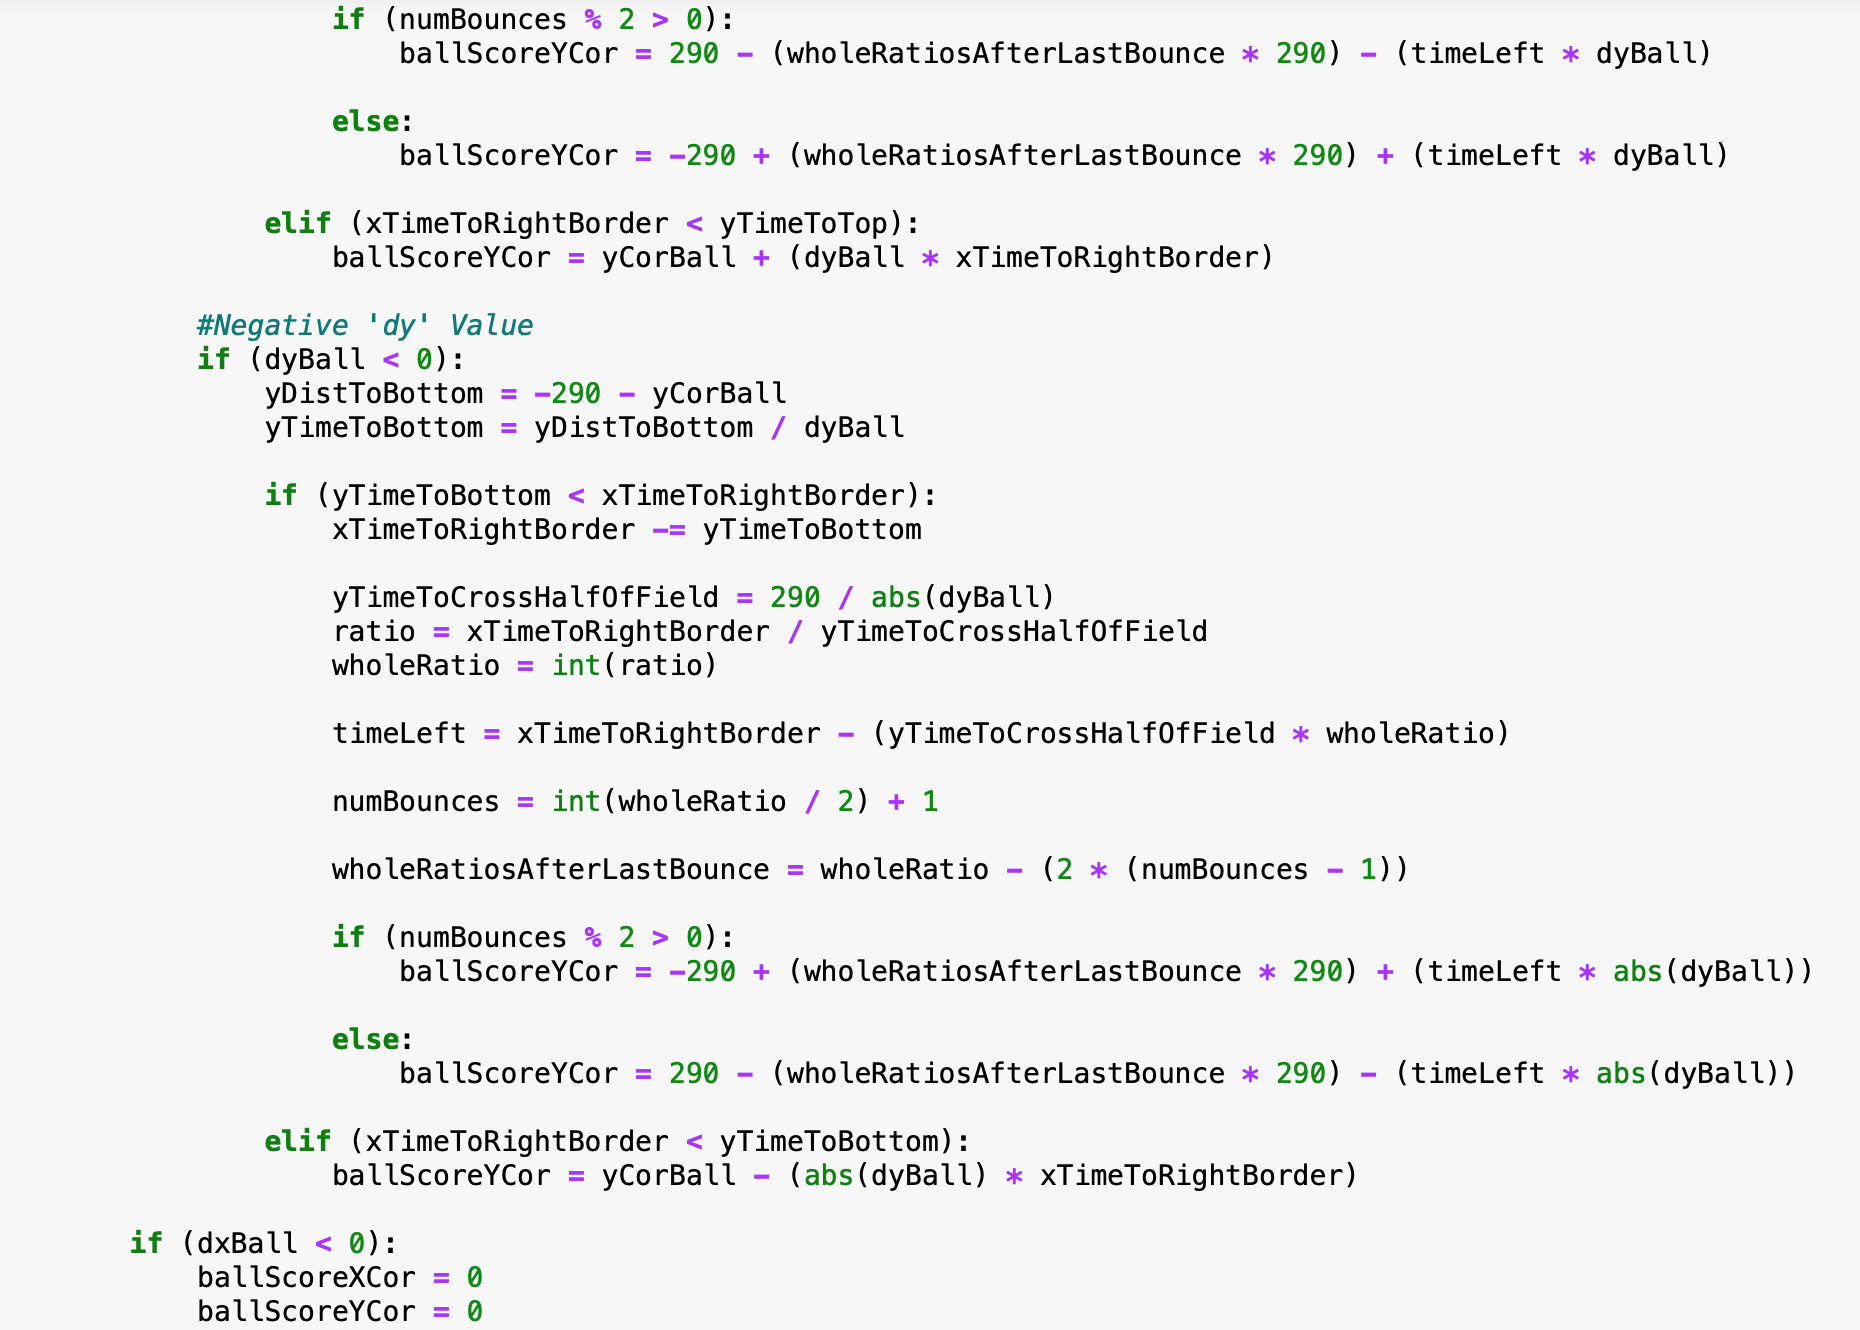 if (numBounces % 2 > 0):
ballScoreYCor = 290 - (wholeRatiosAfterLastBounce * 290) - (timeLeft * dyBall)
else:
ballScoreYCor = -290 + (wholeRatiosAfterLastBounce * 290) + (timeLeft * dyBall)
elif (xTimeToRightBorder < yTimeToTop):
ballScoreYCor = yCorBall + (dyBall * xTimeToRightBorder)
#Negative 'dy' Value
if (dyBall < 0):
yDistToBottom = -290 - yCorBall
yTimeToBottom = yDistToBottom / dyBall
if (yTimeToBottom < xTimeToRightBorder):
xTimeToRightBorder -= yTimeToBottom
yTimeToCrossHalfOfField = 290 / abs(dyBall)
ratio = xTimeToRightBorder / yTimeToCrossHalfOfField
wholeRatio = int(ratio)
timeLeft = xTimeToRightBorder - (yTimeToCrossHalfOfField * wholeRatio)
numBounces = int(wholeRatio / 2) + 1
wholeRatiosAfterLastBounce = wholeRatio - (2 * (numBounces - 1))
if (numBounces % 2 > 0):
ballScoreYCor = -290 + (wholeRatiosAfterLastBounce * 290) + (timeLeft * abs(dyBall))
else:
ballScoreYCor = 290 - (wholeRatiosAfterLastBounce * 290) - (timeLeft * abs(dyBall))
elif (xTimeToRightBorder < yTimeToBottom):
ballScoreYCor = yCorBall - (abs(dyBall) * xTimeToRightBorder)
if (dxBall < 0):
ballScoreXCor = 0
ballScoreYCor = 0